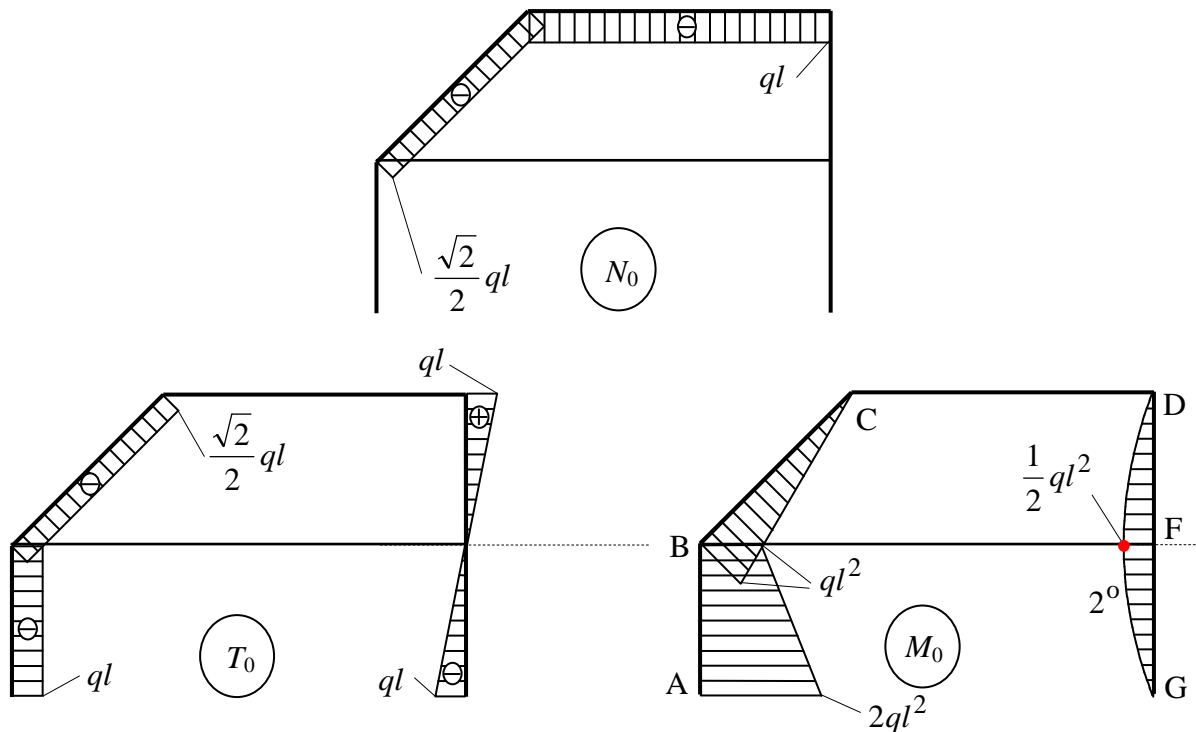 ql
√2/2 ql
N₀
ql
√2/2 ql
ql
ql
T₀
C
D
1/2 ql²
B
F
ql²
2º
M₀
A
G
2ql²